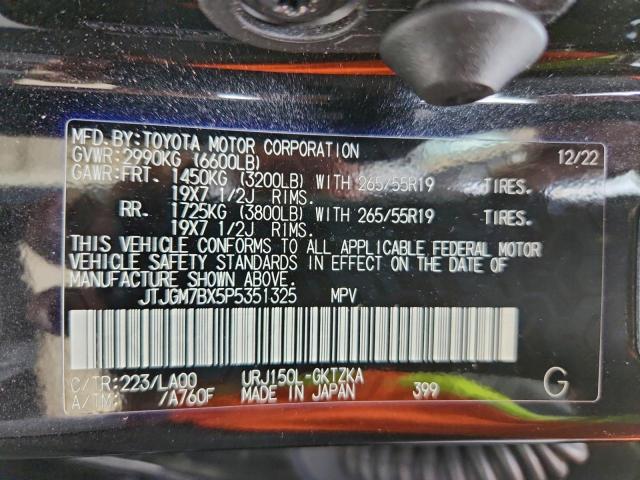 MFD.BY:TOYOTA MOTOR CORPORATION 12/22
GVWR:2990KG (6600LB)
GAWR:FRT. 1450KG (3200LB) WITH 265/55R19 TIRES.
19X7 1/2J RIMS.
RR. 1725KG (3800LB) WITH 265/55R19 TIRES.
19X7 1/2J RIMS.
THIS VEHICLE CONFORMS TO ALL APPLICABLE FEDERAL MOTOR
VEHICLE SAFETY STANDARDS IN EFFECT ON THE DATE OF
MANUFACTURE SHOWN ABOVE.
JTJGM7BX5P5351325 MPV
C/TR:223/LA00 URJ150L-GKTZKA G
A/TM: /A760F MADE IN JAPAN 399